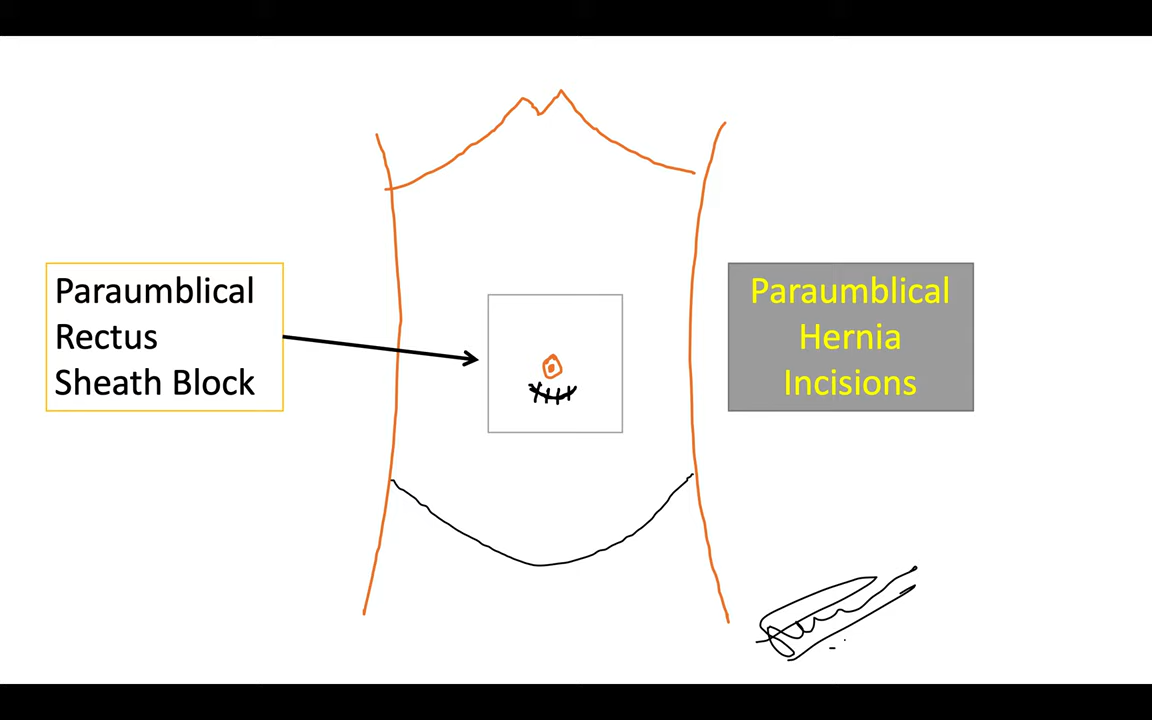 Paraumblical
Rectus
Sheath Block
Paraumblical
Hernia
Incisions